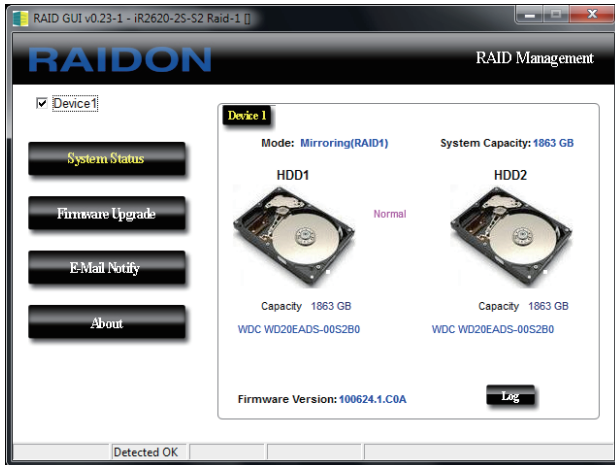 RAID GUI v0.23-1 - iR2620-2S-S2 Raid-1 []
RAIDON
RAID Management
Device1
System Status
Firmware Upgrade
E-Mail Notify
About
Device 1
Mode: Mirroring(RAID1) System Capacity: 1863 GB
HDD1 HDD2
Normal
Capacity 1863 GB Capacity 1863 GB
WDC WD20EADS-00S2B0 WDC WD20EADS-00S2B0
Firmware Version: 100624.1.C0A
Log
Detected OK